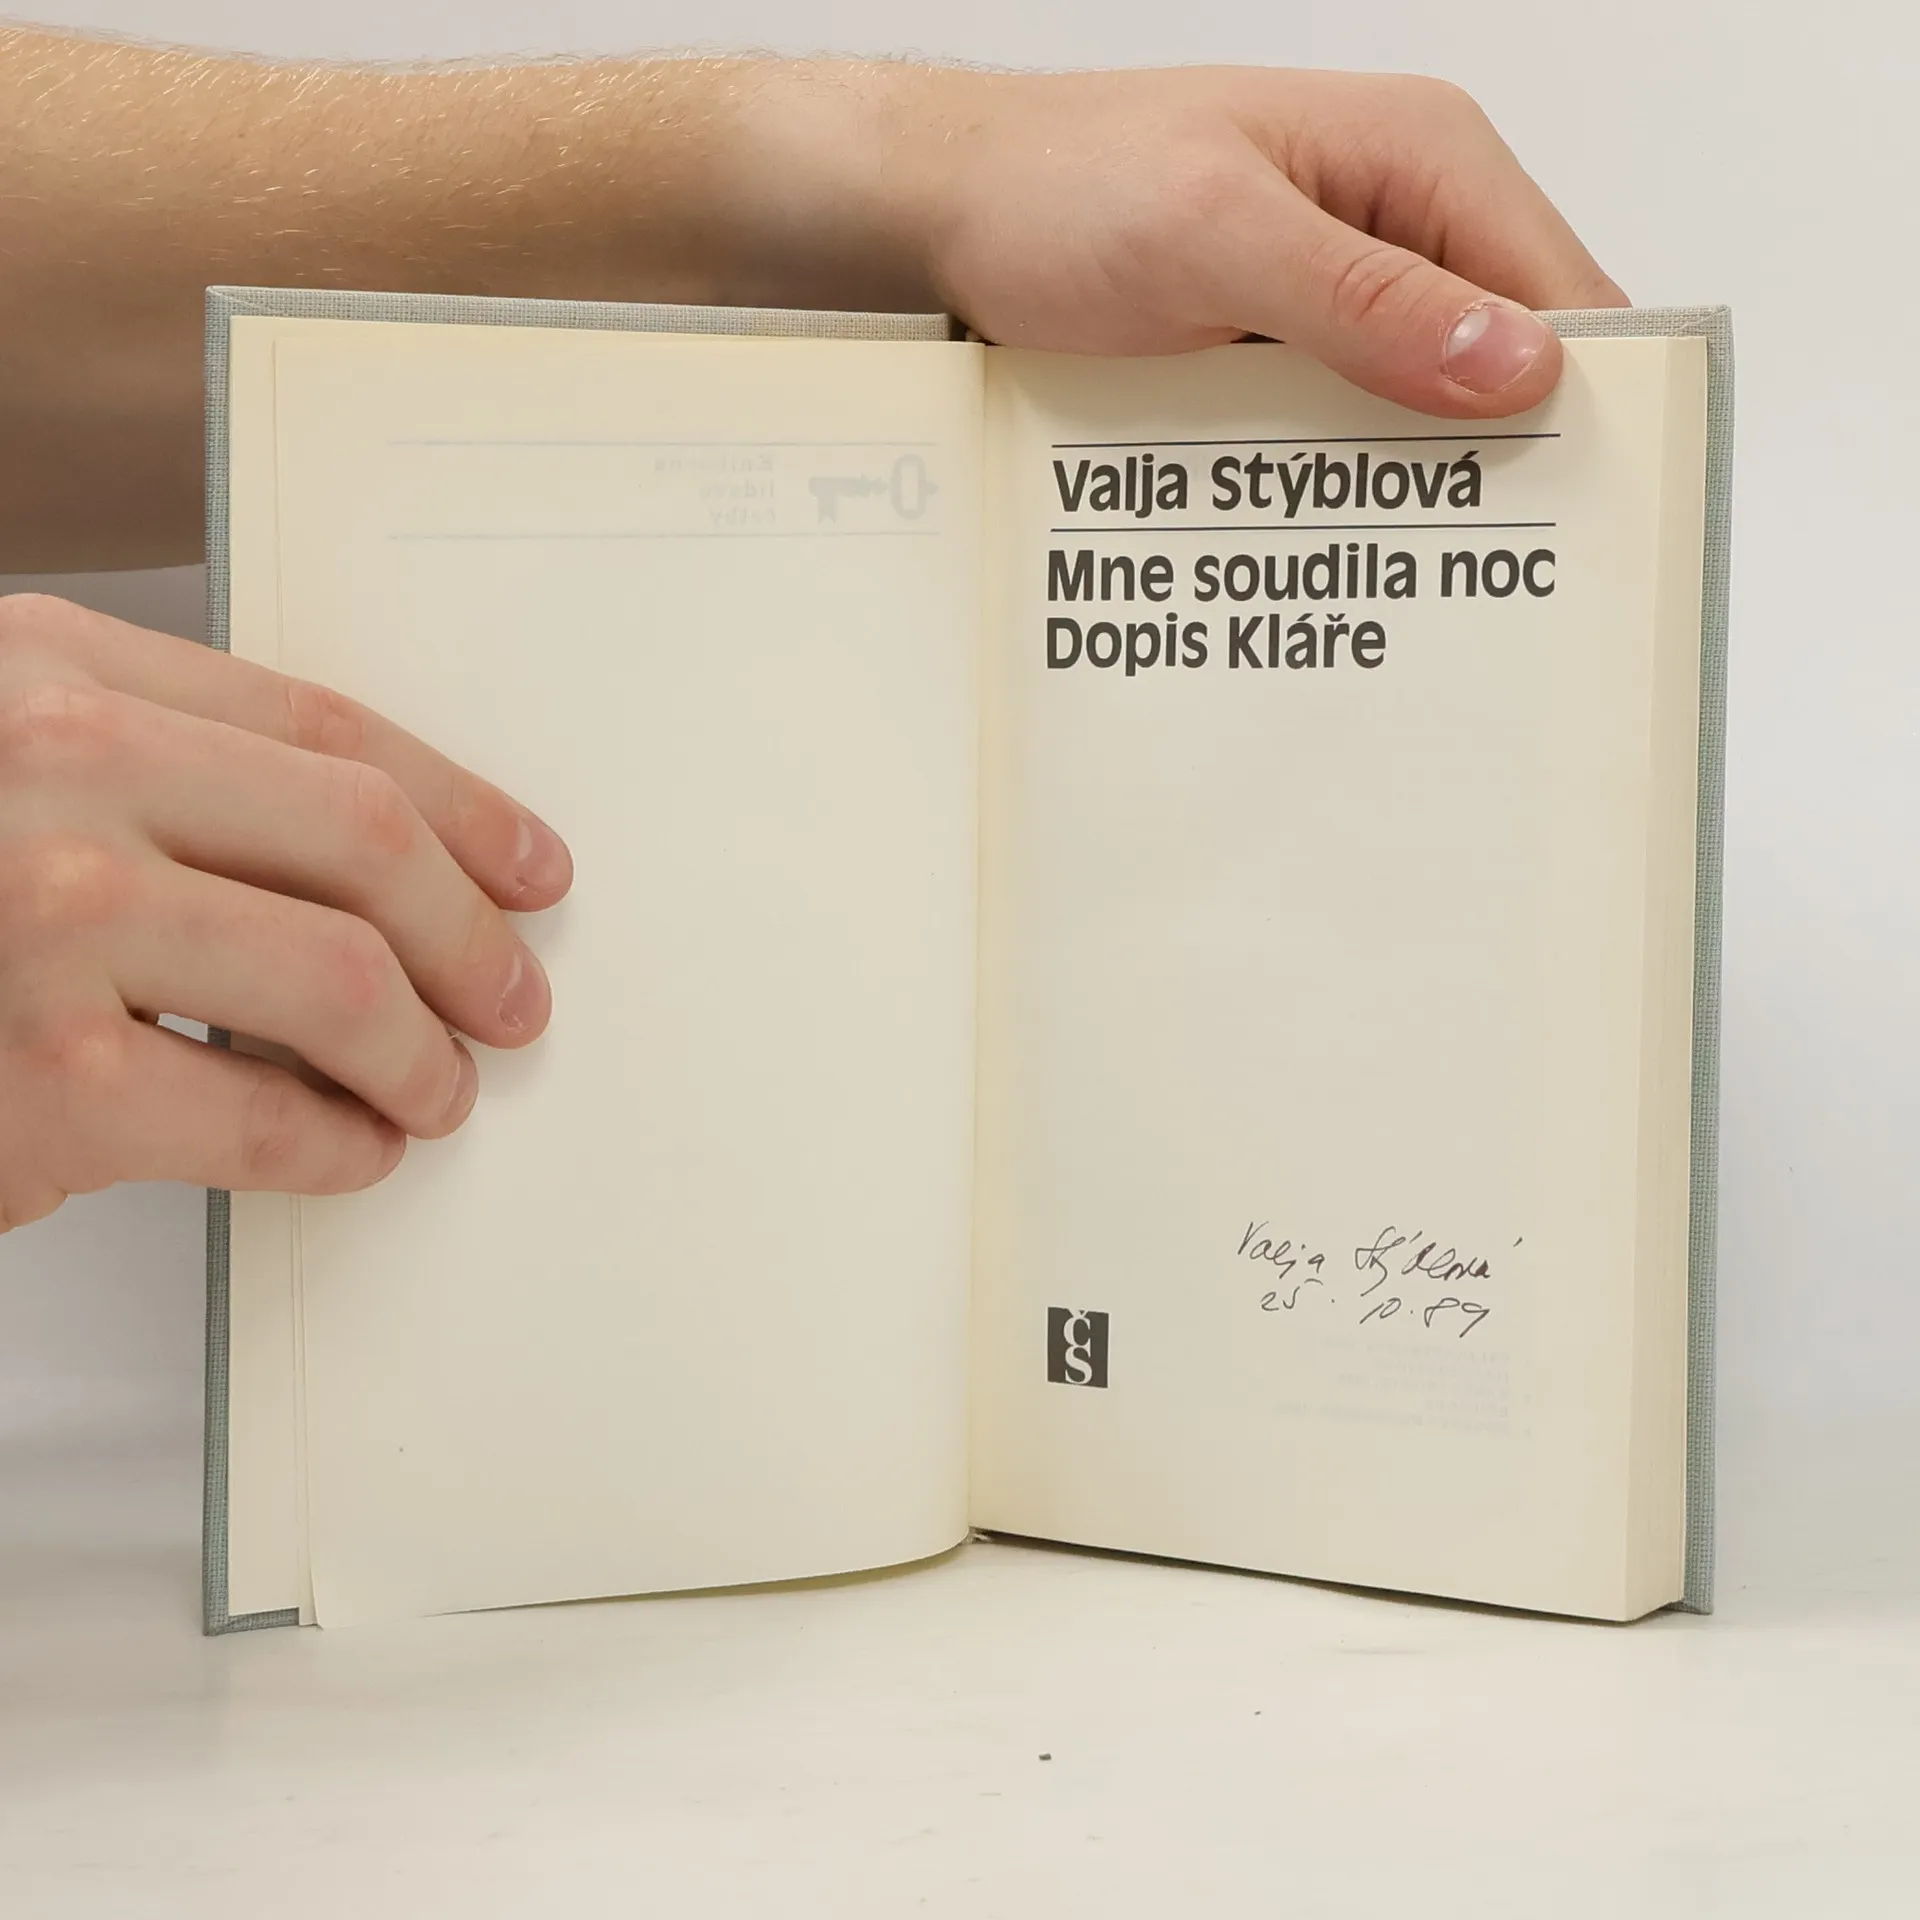 Valja Stýblová
Mne soudila noc
Dopis Kláře
Valja Stýblová
25. 10. 89
ČS